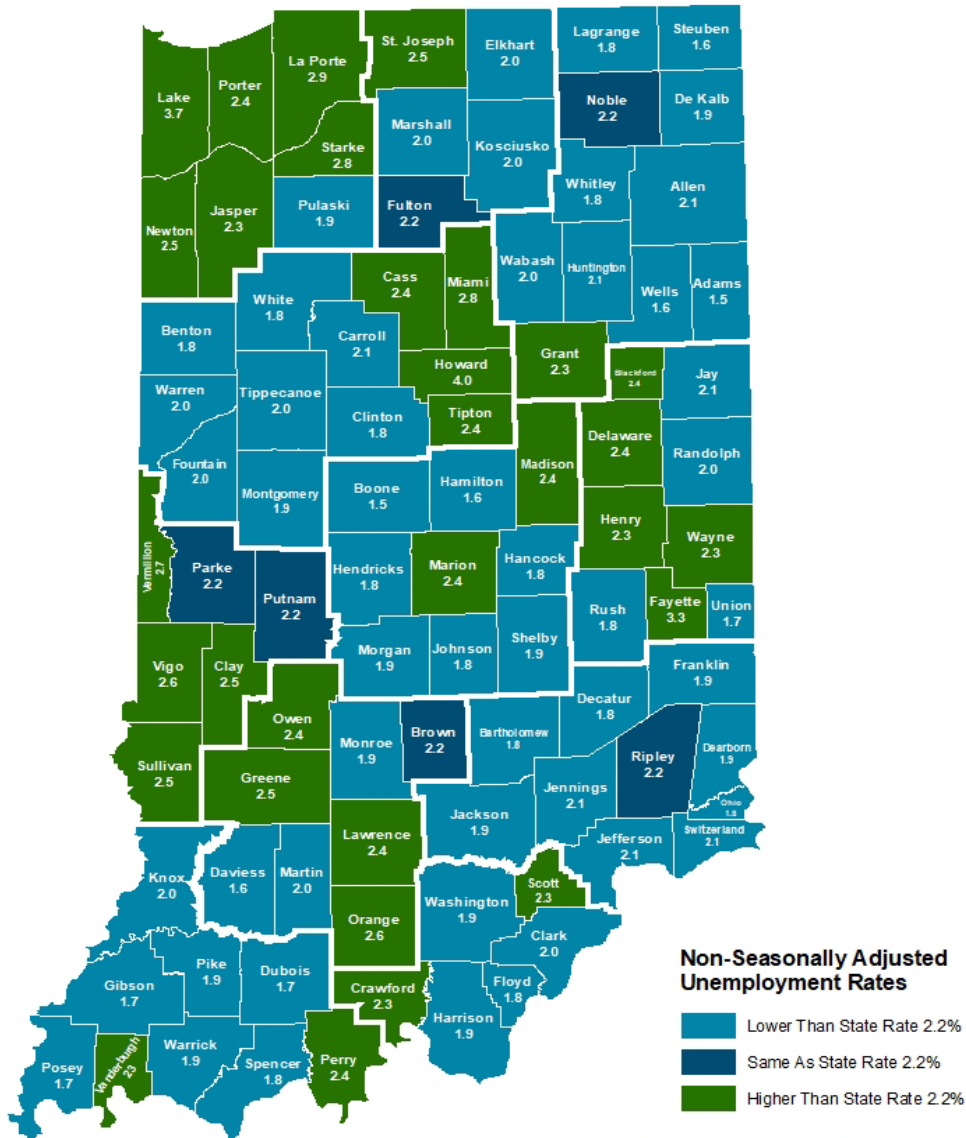 Lake
3.7
Porter
2.4
La Porte
2.9
St. Joseph
2.5
Elkhart
2.0
Lagrange
1.8
Steuben
1.6
Noble
2.2
De Kalb
1.9
Starke
2.8
Marshall
2.0
Kosciusko
2.0
Whitley
1.8
Allen
2.1
Newton
2.5
Jasper
2.3
Pulaski
1.9
Fulton
2.2
Cass
2.4
Miami
2.8
Wabash
2.0
Huntington
2.1
Wells
1.6
Adams
1.5
White
1.8
Benton
1.8
Carroll
2.1
Howard
4.0
Grant
2.3
Blackford
2.4
Jay
2.1
Warren
2.0
Tippecanoe
2.0
Clinton
1.8
Tipton
2.4
Madison
2.4
Delaware
2.4
Randolph
2.0
Fountain
2.0
Montgomery
1.9
Boone
1.5
Hamilton
1.6
Henry
2.3
Wayne
2.3
Vermillion
2.7
Parke
2.2
Putnam
2.2
Hendricks
1.8
Marion
2.4
Hancock
1.8
Rush
1.8
Fayette
3.3
Union
1.7
Vigo
2.6
Clay
2.5
Morgan
1.9
Johnson
1.8
Shelby
1.9
Franklin
1.9
Owen
2.4
Monroe
1.9
Brown
2.2
Bartholomew
1.8
Decatur
1.8
Ripley
2.2
Dearborn
1.9
Ohio
1.8
Sullivan
2.5
Greene
2.5
Jackson
1.9
Jennings
2.1
Jefferson
2.1
Switzerland
2.1
Lawrence
2.4
Knox
2.0
Daviess
1.6
Martin
2.0
Orange
2.6
Washington
1.9
Scott
2.3
Clark
2.0
Floyd
1.8
Harrison
1.9
Crawford
2.3
Gibson
1.7
Pike
1.9
Dubois
1.7
Posey
1.7
Vanderburgh
23
Warrick
1.9
Spencer
1.8
Perry
2.4
Non-Seasonally Adjusted
Unemployment Rates
Lower Than State Rate 2.2%
Same As State Rate 2.2%
Higher Than State Rate 2.2%